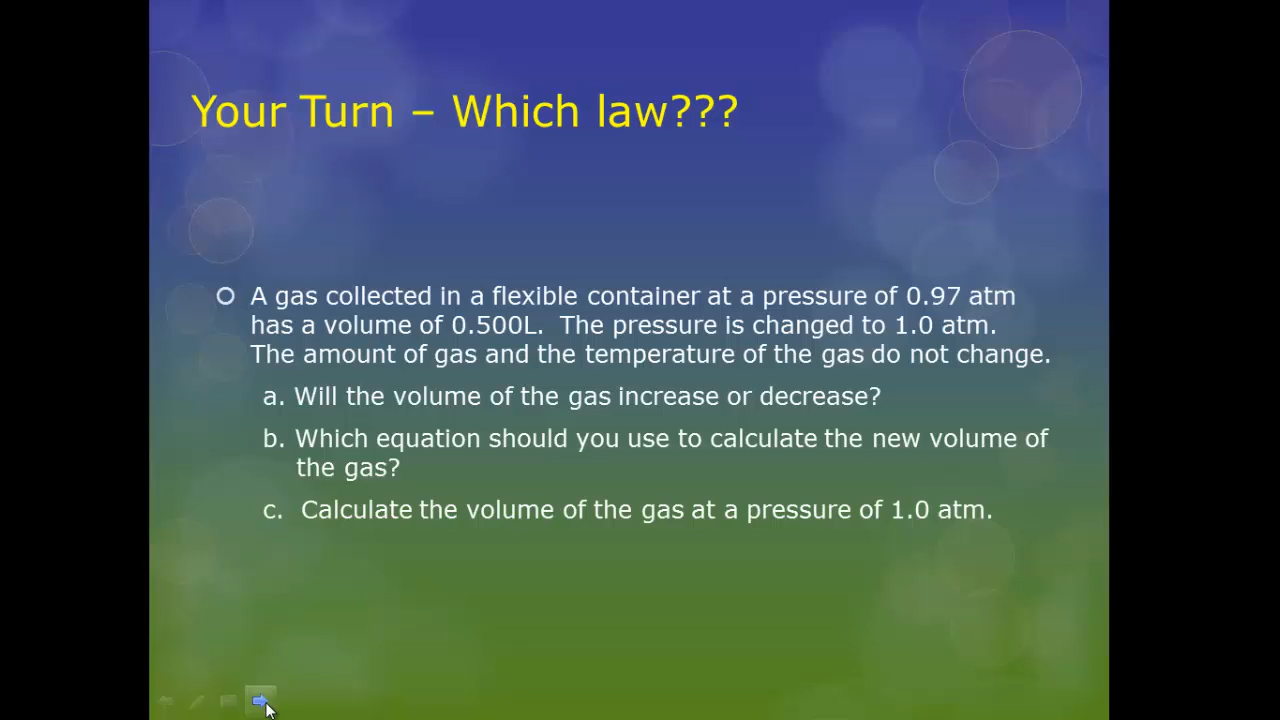 Your Turn – Which law???
A gas collected in a flexible container at a pressure of 0.97 atm
has a volume of 0.500L.  The pressure is changed to 1.0 atm.
The amount of gas and the temperature of the gas do not change.
a. Will the volume of the gas increase or decrease?
b. Which equation should you use to calculate the new volume of
the gas?
c.  Calculate the volume of the gas at a pressure of 1.0 atm.